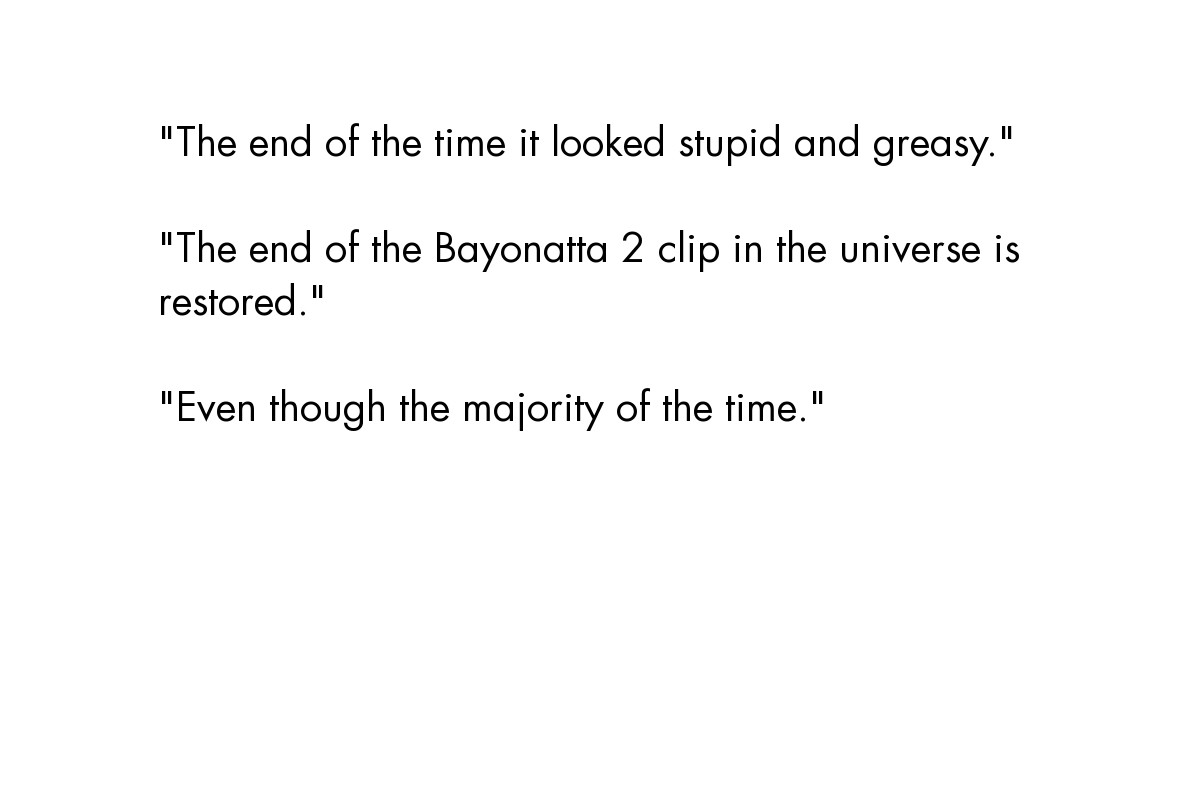 "The end of the time it looked stupid and greasy."
"The end of the Bayonatta 2 clip in the universe is
restored."
"Even though the majority of the time."